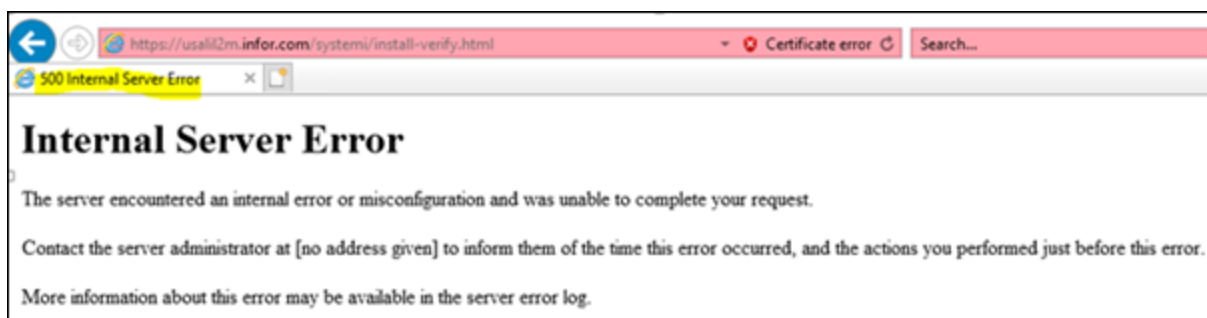 https://usalil2m.infor.com/systemi/install-verify.html Certificate error Search...
500 Internal Server Error
Internal Server Error
The server encountered an internal error or misconfiguration and was unable to complete your request.
Contact the server administrator at [no address given] to inform them of the time this error occurred, and the actions you performed just before this error.
More information about this error may be available in the server error log.